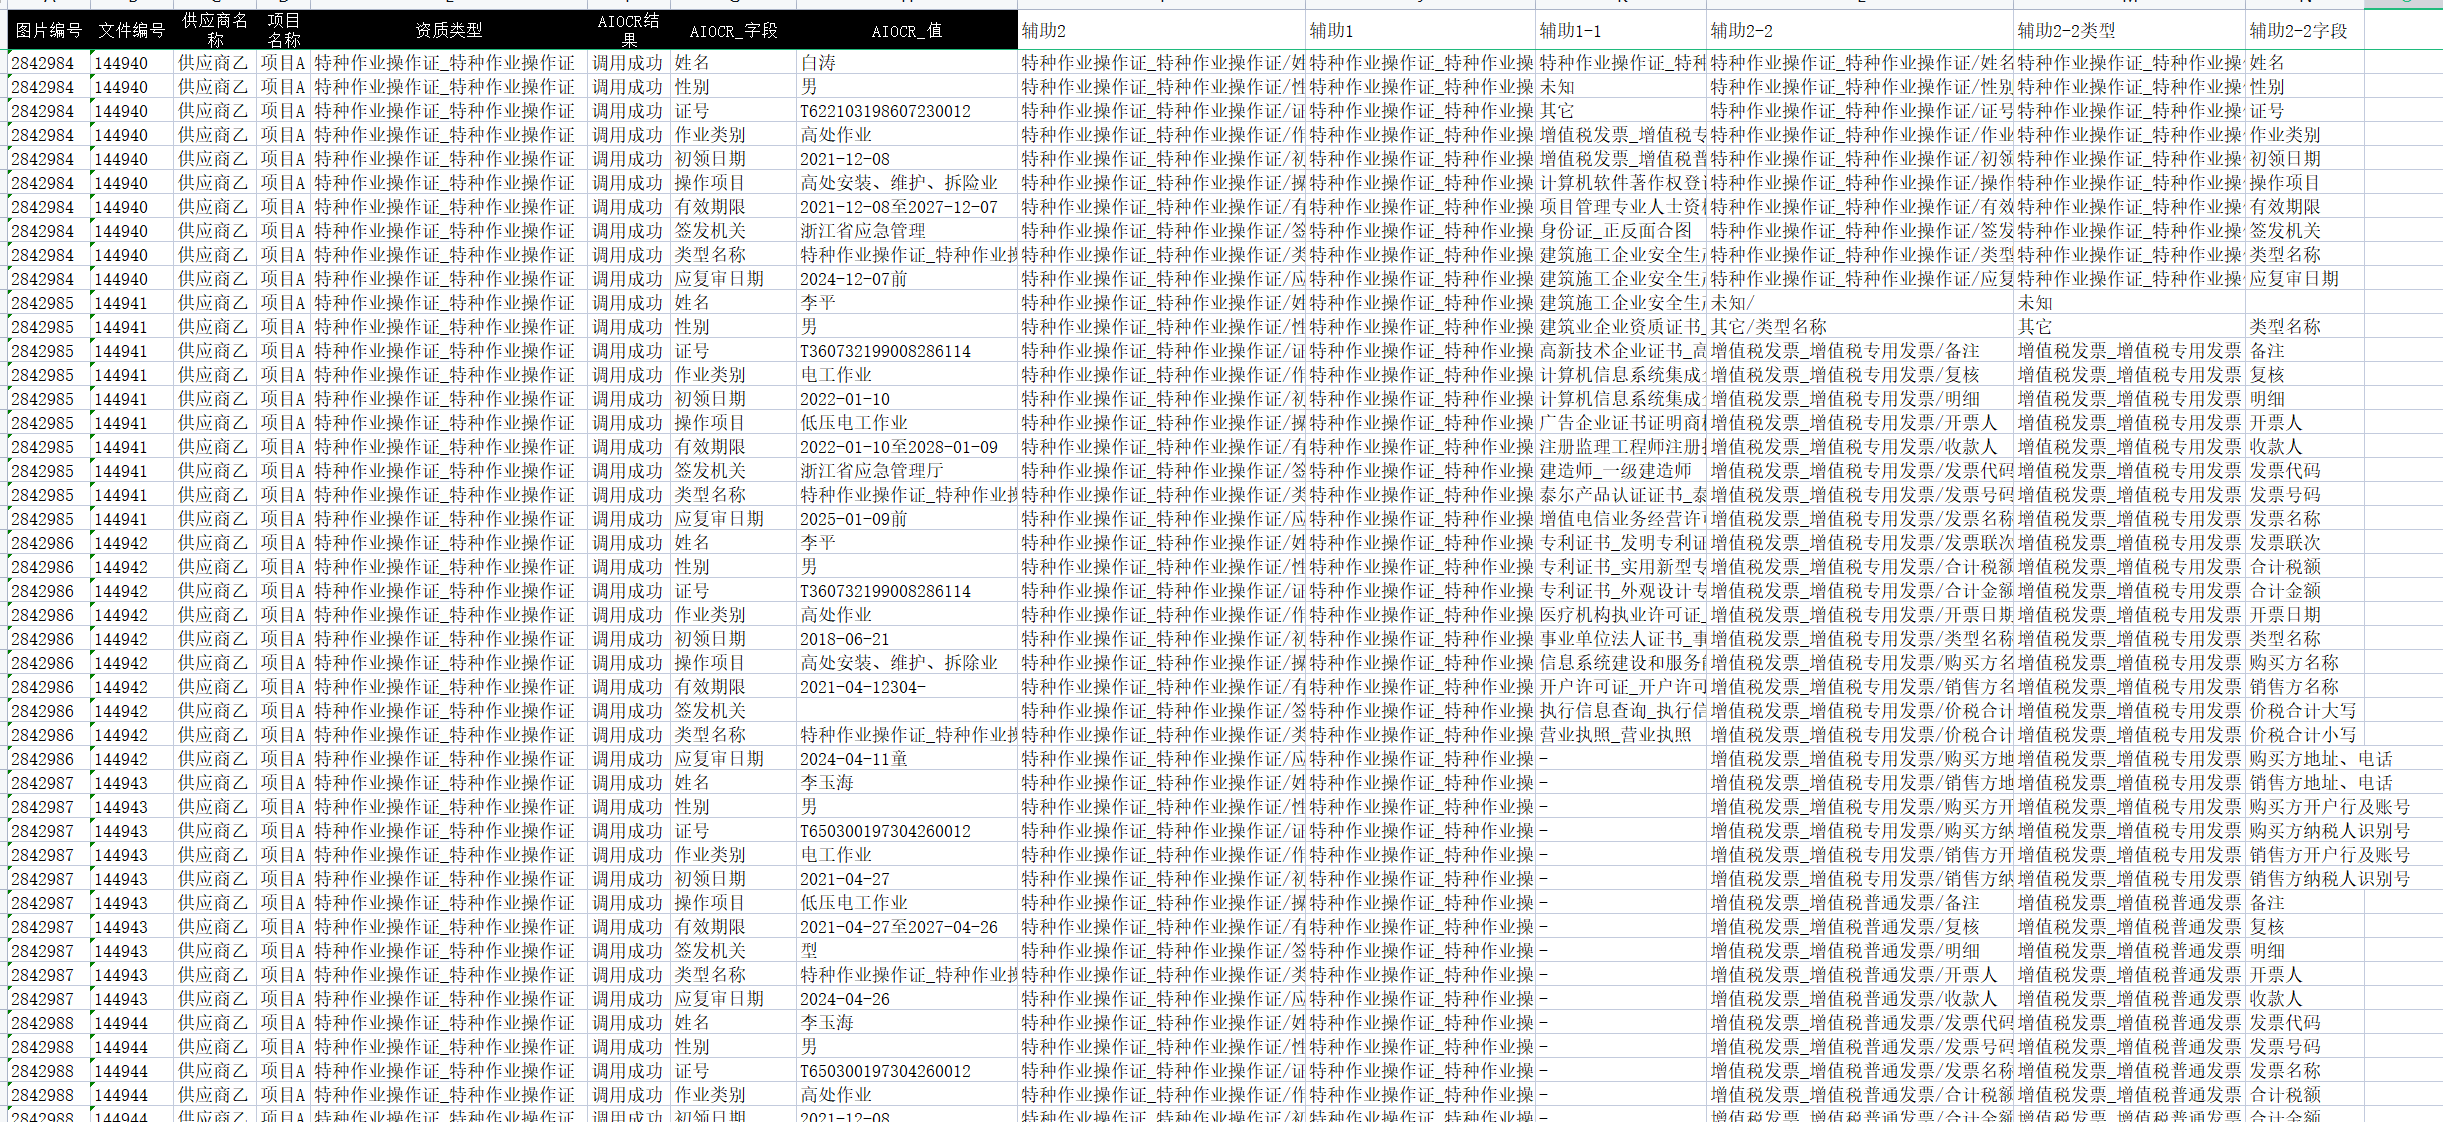 图片编号 文件编号 供应商名称 项目名称 资质类型 AIOCR结果 AIOCR_字段 AIOCR_值 辅助2 辅助1 辅助1-1 辅助2-2 辅助2-2类型 辅助2-2字段
2842984 144940 供应商乙 项目A 特种作业操作证_特种作业操作证 调用成功 姓名 白涛 特种作业操作证_特种作业操作证/姓 特种作业操作证_特种作业操 特种作业操作证_特种 特种作业操作证_特种作业操作证/姓名 特种作业操作证_特种作业操 姓名
2842984 144940 供应商乙 项目A 特种作业操作证_特种作业操作证 调用成功 性别 男 特种作业操作证_特种作业操作证/性 特种作业操作证_特种作业操 未知 特种作业操作证_特种作业操作证/性别 特种作业操作证_特种作业操 性别
2842984 144940 供应商乙 项目A 特种作业操作证_特种作业操作证 调用成功 证号 T622103198607230012 特种作业操作证_特种作业操作证/证 特种作业操作证_特种作业操 其它 特种作业操作证_特种作业操作证/证号 特种作业操作证_特种作业操 证号
2842984 144940 供应商乙 项目A 特种作业操作证_特种作业操作证 调用成功 作业类别 高处作业 特种作业操作证_特种作业操作证/作 特种作业操作证_特种作业操 增值税发票_增值税专 特种作业操作证_特种作业操作证/作业 特种作业操作证_特种作业操 作业类别
2842984 144940 供应商乙 项目A 特种作业操作证_特种作业操作证 调用成功 初领日期 2021-12-08 特种作业操作证_特种作业操作证/初 特种作业操作证_特种作业操 增值税发票_增值税普 特种作业操作证_特种作业操作证/初领 特种作业操作证_特种作业操 初领日期
2842984 144940 供应商乙 项目A 特种作业操作证_特种作业操作证 调用成功 操作项目 高处安装、维护、拆险业 特种作业操作证_特种作业操作证/操 特种作业操作证_特种作业操 计算机软件著作权登 特种作业操作证_特种作业操作证/操作 特种作业操作证_特种作业操 操作项目
2842984 144940 供应商乙 项目A 特种作业操作证_特种作业操作证 调用成功 有效期限 2021-12-08至2027-12-07 特种作业操作证_特种作业操作证/有 特种作业操作证_特种作业操 项目管理专业人士资 特种作业操作证_特种作业操作证/有效 特种作业操作证_特种作业操 有效期限
2842984 144940 供应商乙 项目A 特种作业操作证_特种作业操作证 调用成功 签发机关 浙江省应急管理 特种作业操作证_特种作业操作证/签 特种作业操作证_特种作业操 身份证_正反面合图 特种作业操作证_特种作业操作证/签发 特种作业操作证_特种作业操 签发机关
2842984 144940 供应商乙 项目A 特种作业操作证_特种作业操作证 调用成功 类型名称 特种作业操作证_特种作业操 特种作业操作证_特种作业操作证/类 特种作业操作证_特种作业操 建筑施工企业安全生 特种作业操作证_特种作业操作证/类型 特种作业操作证_特种作业操 类型名称
2842984 144940 供应商乙 项目A 特种作业操作证_特种作业操作证 调用成功 应复审日期 2024-12-07前 特种作业操作证_特种作业操作证/应 特种作业操作证_特种作业操 建筑施工企业安全生 特种作业操作证_特种作业操作证/应复 特种作业操作证_特种作业操 应复审日期
2842985 144941 供应商乙 项目A 特种作业操作证_特种作业操作证 调用成功 姓名 李平 特种作业操作证_特种作业操作证/姓 特种作业操作证_特种作业操 建筑施工企业安全生 未知/ 未知
2842985 144941 供应商乙 项目A 特种作业操作证_特种作业操作证 调用成功 性别 男 特种作业操作证_特种作业操作证/性 特种作业操作证_特种作业操 建筑业企业资质证书_ 其它/类型名称 其它 类型名称
2842985 144941 供应商乙 项目A 特种作业操作证_特种作业操作证 调用成功 证号 T360732199008286114 特种作业操作证_特种作业操作证/证 特种作业操作证_特种作业操 高新技术企业证书_高 增值税发票_增值税专用发票/备注 增值税发票_增值税专用发票 备注
2842985 144941 供应商乙 项目A 特种作业操作证_特种作业操作证 调用成功 作业类别 电工作业 特种作业操作证_特种作业操作证/作 特种作业操作证_特种作业操 计算机信息系统集成 增值税发票_增值税专用发票/复核 增值税发票_增值税专用发票 复核
2842985 144941 供应商乙 项目A 特种作业操作证_特种作业操作证 调用成功 初领日期 2022-01-10 特种作业操作证_特种作业操作证/初 特种作业操作证_特种作业操 计算机信息系统集成 增值税发票_增值税专用发票/明细 增值税发票_增值税专用发票 明细
2842985 144941 供应商乙 项目A 特种作业操作证_特种作业操作证 调用成功 操作项目 低压电工作业 特种作业操作证_特种作业操作证/操 特种作业操作证_特种作业操 广告企业证书证明商 增值税发票_增值税专用发票/开票人 增值税发票_增值税专用发票 开票人
2842985 144941 供应商乙 项目A 特种作业操作证_特种作业操作证 调用成功 有效期限 2022-01-10至2028-01-09 特种作业操作证_特种作业操作证/有 特种作业操作证_特种作业操 注册监理工程师注册 增值税发票_增值税专用发票/收款人 增值税发票_增值税专用发票 收款人
2842985 144941 供应商乙 项目A 特种作业操作证_特种作业操作证 调用成功 签发机关 浙江省应急管理厅 特种作业操作证_特种作业操作证/签 特种作业操作证_特种作业操 建造师_一级建造师 增值税发票_增值税专用发票/发票代码 增值税发票_增值税专用发票 发票代码
2842985 144941 供应商乙 项目A 特种作业操作证_特种作业操作证 调用成功 类型名称 特种作业操作证_特种作业操 特种作业操作证_特种作业操作证/类 特种作业操作证_特种作业操 泰尔产品认证证书_泰 增值税发票_增值税专用发票/发票号码 增值税发票_增值税专用发票 发票号码
2842985 144941 供应商乙 项目A 特种作业操作证_特种作业操作证 调用成功 应复审日期 2025-01-09前 特种作业操作证_特种作业操作证/应 特种作业操作证_特种作业操 增值电信业务经营许 增值税发票_增值税专用发票/发票名称 增值税发票_增值税专用发票 发票名称
2842986 144942 供应商乙 项目A 特种作业操作证_特种作业操作证 调用成功 姓名 李平 特种作业操作证_特种作业操作证/姓 特种作业操作证_特种作业操 专利证书_发明专利证 增值税发票_增值税专用发票/发票联次 增值税发票_增值税专用发票 发票联次
2842986 144942 供应商乙 项目A 特种作业操作证_特种作业操作证 调用成功 性别 男 特种作业操作证_特种作业操作证/性 特种作业操作证_特种作业操 专利证书_实用新型专 增值税发票_增值税专用发票/合计税额 增值税发票_增值税专用发票 合计税额
2842986 144942 供应商乙 项目A 特种作业操作证_特种作业操作证 调用成功 证号 T360732199008286114 特种作业操作证_特种作业操作证/证 特种作业操作证_特种作业操 专利证书_外观设计专 增值税发票_增值税专用发票/合计金额 增值税发票_增值税专用发票 合计金额
2842986 144942 供应商乙 项目A 特种作业操作证_特种作业操作证 调用成功 作业类别 高处作业 特种作业操作证_特种作业操作证/作 特种作业操作证_特种作业操 医疗机构执业许可证_ 增值税发票_增值税专用发票/开票日期 增值税发票_增值税专用发票 开票日期
2842986 144942 供应商乙 项目A 特种作业操作证_特种作业操作证 调用成功 初领日期 2018-06-21 特种作业操作证_特种作业操作证/初 特种作业操作证_特种作业操 事业单位法人证书_事 增值税发票_增值税专用发票/类型名称 增值税发票_增值税专用发票 类型名称
2842986 144942 供应商乙 项目A 特种作业操作证_特种作业操作证 调用成功 操作项目 高处安装、维护、拆除业 特种作业操作证_特种作业操作证/操 特种作业操作证_特种作业操 信息系统建设和服务 增值税发票_增值税专用发票/购买方名 增值税发票_增值税专用发票 购买方名称
2842986 144942 供应商乙 项目A 特种作业操作证_特种作业操作证 调用成功 有效期限 2021-04-12304- 特种作业操作证_特种作业操作证/有 特种作业操作证_特种作业操 开户许可证_开户许可 增值税发票_增值税专用发票/销售方名 增值税发票_增值税专用发票 销售方名称
2842986 144942 供应商乙 项目A 特种作业操作证_特种作业操作证 调用成功 签发机关 特种作业操作证_特种作业操作证/签 特种作业操作证_特种作业操 执行信息查询_执行信 增值税发票_增值税专用发票/价税合计 增值税发票_增值税专用发票 价税合计大写
2842986 144942 供应商乙 项目A 特种作业操作证_特种作业操作证 调用成功 类型名称 特种作业操作证_特种作业操 特种作业操作证_特种作业操作证/类 特种作业操作证_特种作业操 营业执照_营业执照 增值税发票_增值税专用发票/价税合计 增值税发票_增值税专用发票 价税合计小写
2842986 144942 供应商乙 项目A 特种作业操作证_特种作业操作证 调用成功 应复审日期 2024-04-11童 特种作业操作证_特种作业操作证/应 特种作业操作证_特种作业操 - 增值税发票_增值税专用发票/购买方地 增值税发票_增值税专用发票 购买方地址、电话
2842987 144943 供应商乙 项目A 特种作业操作证_特种作业操作证 调用成功 姓名 李玉海 特种作业操作证_特种作业操作证/姓 特种作业操作证_特种作业操 - 增值税发票_增值税专用发票/销售方地 增值税发票_增值税专用发票 销售方地址、电话
2842987 144943 供应商乙 项目A 特种作业操作证_特种作业操作证 调用成功 性别 男 特种作业操作证_特种作业操作证/性 特种作业操作证_特种作业操 - 增值税发票_增值税专用发票/购买方开 增值税发票_增值税专用发票 购买方开户行及账号
2842987 144943 供应商乙 项目A 特种作业操作证_特种作业操作证 调用成功 证号 T650300197304260012 特种作业操作证_特种作业操作证/证 特种作业操作证_特种作业操 - 增值税发票_增值税专用发票/购买方纳 增值税发票_增值税专用发票 购买方纳税人识别号
2842987 144943 供应商乙 项目A 特种作业操作证_特种作业操作证 调用成功 作业类别 电工作业 特种作业操作证_特种作业操作证/作 特种作业操作证_特种作业操 - 增值税发票_增值税专用发票/销售方开 增值税发票_增值税专用发票 销售方开户行及账号
2842987 144943 供应商乙 项目A 特种作业操作证_特种作业操作证 调用成功 初领日期 2021-04-27 特种作业操作证_特种作业操作证/初 特种作业操作证_特种作业操 - 增值税发票_增值税专用发票/销售方纳 增值税发票_增值税专用发票 销售方纳税人识别号
2842987 144943 供应商乙 项目A 特种作业操作证_特种作业操作证 调用成功 操作项目 低压电工作业 特种作业操作证_特种作业操作证/操 特种作业操作证_特种作业操 - 增值税发票_增值税普通发票/备注 增值税发票_增值税普通发票 备注
2842987 144943 供应商乙 项目A 特种作业操作证_特种作业操作证 调用成功 有效期限 2021-04-27至2027-04-26 特种作业操作证_特种作业操作证/有 特种作业操作证_特种作业操 - 增值税发票_增值税普通发票/复核 增值税发票_增值税普通发票 复核
2842987 144943 供应商乙 项目A 特种作业操作证_特种作业操作证 调用成功 签发机关 型 特种作业操作证_特种作业操作证/签 特种作业操作证_特种作业操 - 增值税发票_增值税普通发票/明细 增值税发票_增值税普通发票 明细
2842987 144943 供应商乙 项目A 特种作业操作证_特种作业操作证 调用成功 类型名称 特种作业操作证_特种作业操 特种作业操作证_特种作业操作证/类 特种作业操作证_特种作业操 - 增值税发票_增值税普通发票/开票人 增值税发票_增值税普通发票 开票人
2842987 144943 供应商乙 项目A 特种作业操作证_特种作业操作证 调用成功 应复审日期 2024-04-26 特种作业操作证_特种作业操作证/应 特种作业操作证_特种作业操 - 增值税发票_增值税普通发票/收款人 增值税发票_增值税普通发票 收款人
2842988 144944 供应商乙 项目A 特种作业操作证_特种作业操作证 调用成功 姓名 李玉海 特种作业操作证_特种作业操作证/姓 特种作业操作证_特种作业操 - 增值税发票_增值税普通发票/发票代码 增值税发票_增值税普通发票 发票代码
2842988 144944 供应商乙 项目A 特种作业操作证_特种作业操作证 调用成功 性别 男 特种作业操作证_特种作业操作证/性 特种作业操作证_特种作业操 - 增值税发票_增值税普通发票/发票号码 增值税发票_增值税普通发票 发票号码
2842988 144944 供应商乙 项目A 特种作业操作证_特种作业操作证 调用成功 证号 T650300197304260012 特种作业操作证_特种作业操作证/证 特种作业操作证_特种作业操 - 增值税发票_增值税普通发票/发票名称 增值税发票_增值税普通发票 发票名称
2842988 144944 供应商乙 项目A 特种作业操作证_特种作业操作证 调用成功 作业类别 高处作业 特种作业操作证_特种作业操作证/作 特种作业操作证_特种作业操 - 增值税发票_增值税普通发票/合计税额 增值税发票_增值税普通发票 合计税额
2842988 144944 供应商乙 项目A 特种作业操作证_特种作业操作证 调用成功 初领日期 2021-12-08 特种作业操作证_特种作业操作证/初 特种作业操作证_特种作业操 - 增值税发票_增值税普通发票/合计金额 增值税发票_增值税普通发票 合计金额